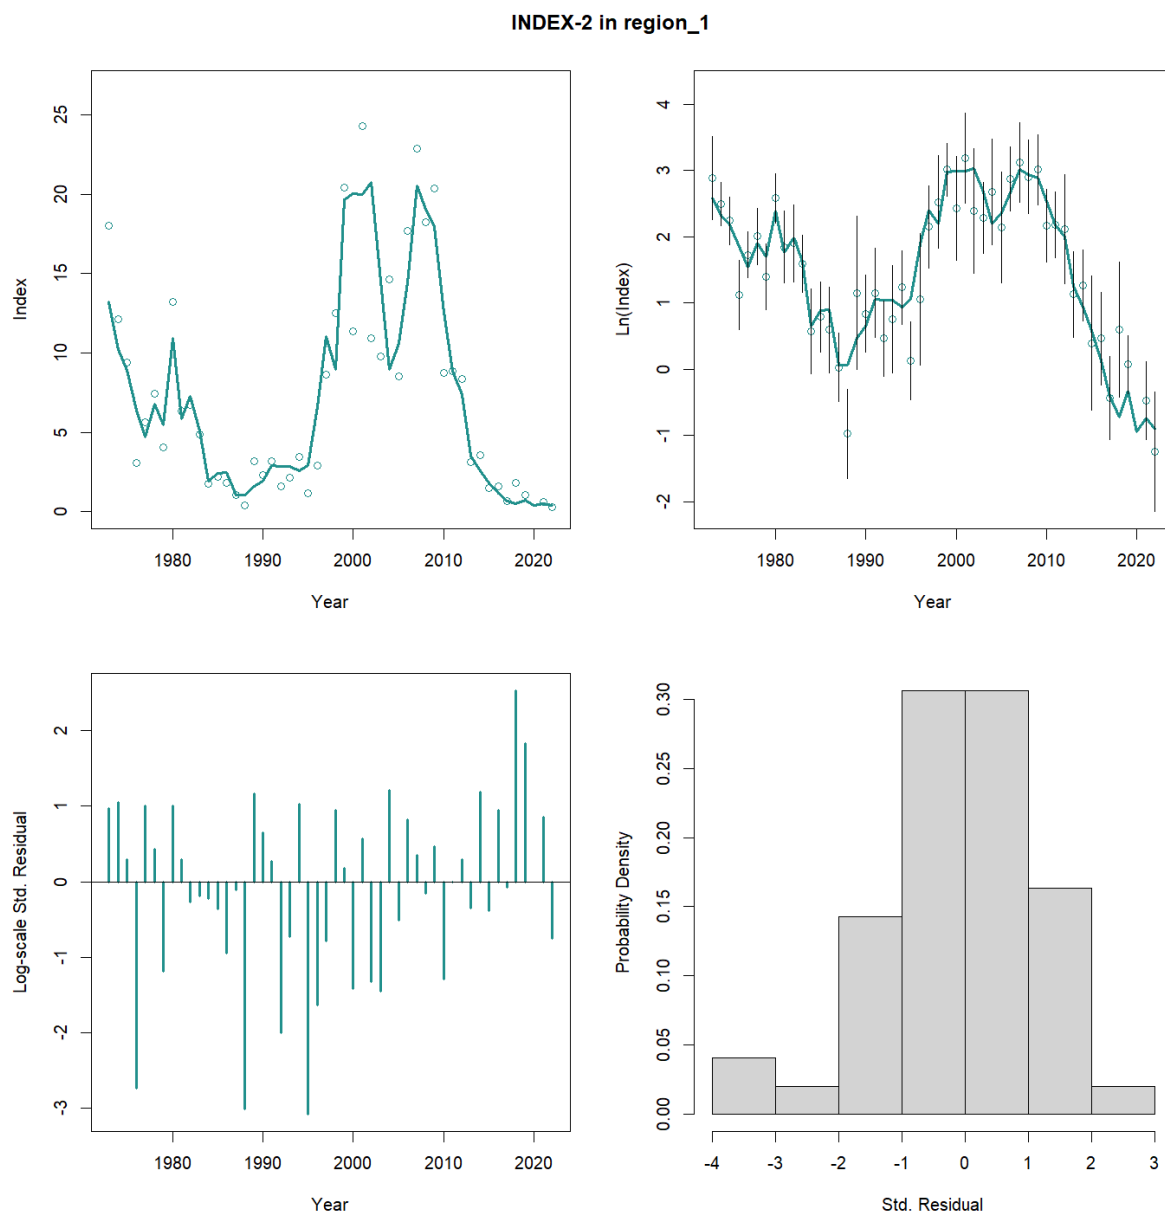 INDEX-2 in region_1
Index
25
20
15
10
5
0
1980 1990 2000 2010 2020
Year
Ln(Index)
4
3
2
1
0
-1
-2
1980 1990 2000 2010 2020
Year
Log-scale Std. Residual
2
1
0
-1
-2
-3
1980 1990 2000 2010 2020
Year
Probability Density
0.30
0.25
0.20
0.15
0.10
0.05
0.00
-4 -3 -2 -1 0 1 2 3
Std. Residual